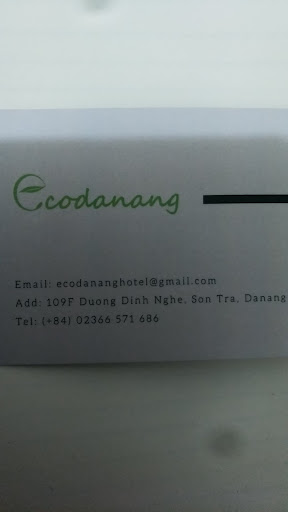 ecodanang
Email: ecodananghotel@gmail.com
Add: 109F Duong Dinh Nghe, Son Tra, Danang
Tel: (+84) 02366 571 686